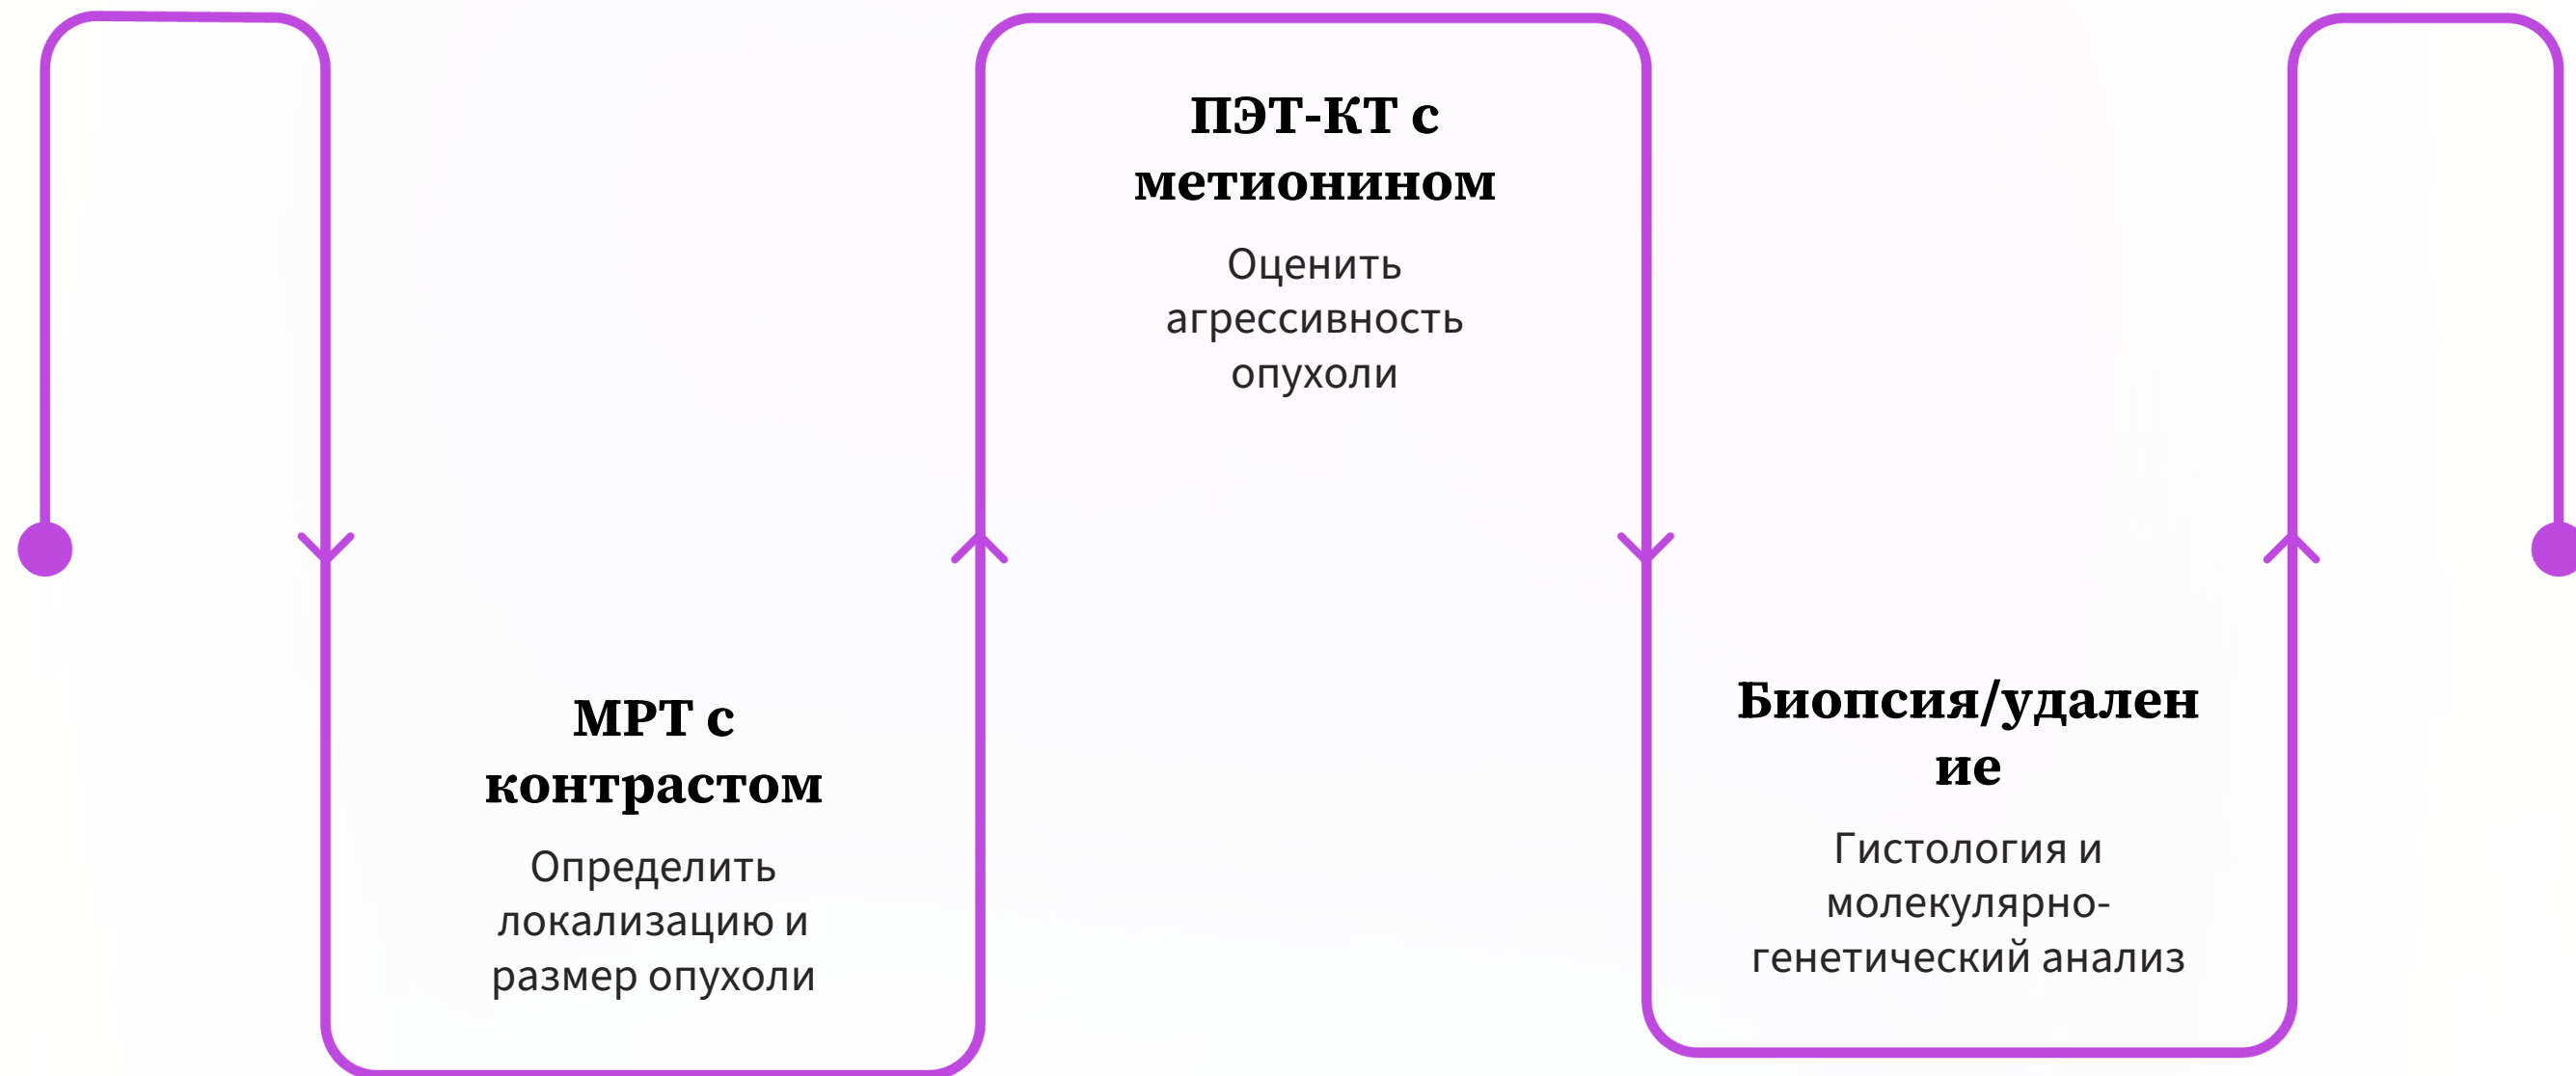 МРТ с
контрастом
Определить
локализацию и
размер опухоли
ПЭТ-КТ с
метионином
Оценить
агрессивность
опухоли
Биопсия/удален
ие
Гистология и
молекулярно-
генетический анализ